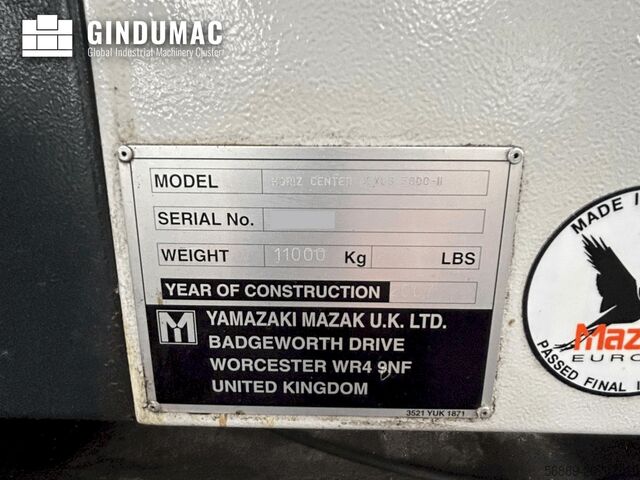 GINDUMAC
Global Industrial Machinery Cluster
MODEL HORIZ CENTER NEXUS 5800-II
SERIAL No.
WEIGHT 11000 Kg LBS
YEAR OF CONSTRUCTION
YAMAZAKI MAZAK U.K. LTD.
BADGEWORTH DRIVE
WORCESTER WR4 9NF
UNITED KINGDOM
3521 YUK 1871
MADE I
Maz
EURO
PASSED FINAL I